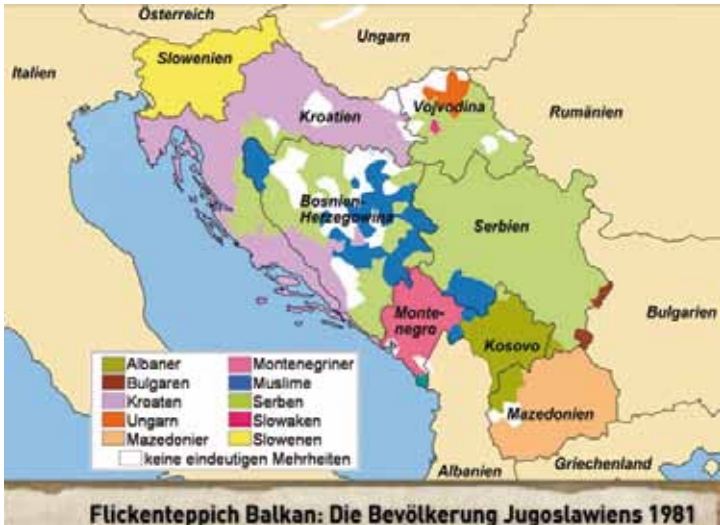 Österreich
Ungarn
Slowenien
Italien
Vojvodina
Kroatien
Rumänien
Bosnien-
Herzegowina
Serbien
Monte-
negro
Bulgarien
Kosovo
Mazedonien
Albanien
Griechenland
Albaner
Bulgaren
Kroaten
Ungarn
Mazedonier
Montenegriner
Muslime
Serben
Slowaken
Slowenen
keine eindeutigen Mehrheiten
Flickenteppich Balkan: Die Bevölkerung Jugoslawiens 1981